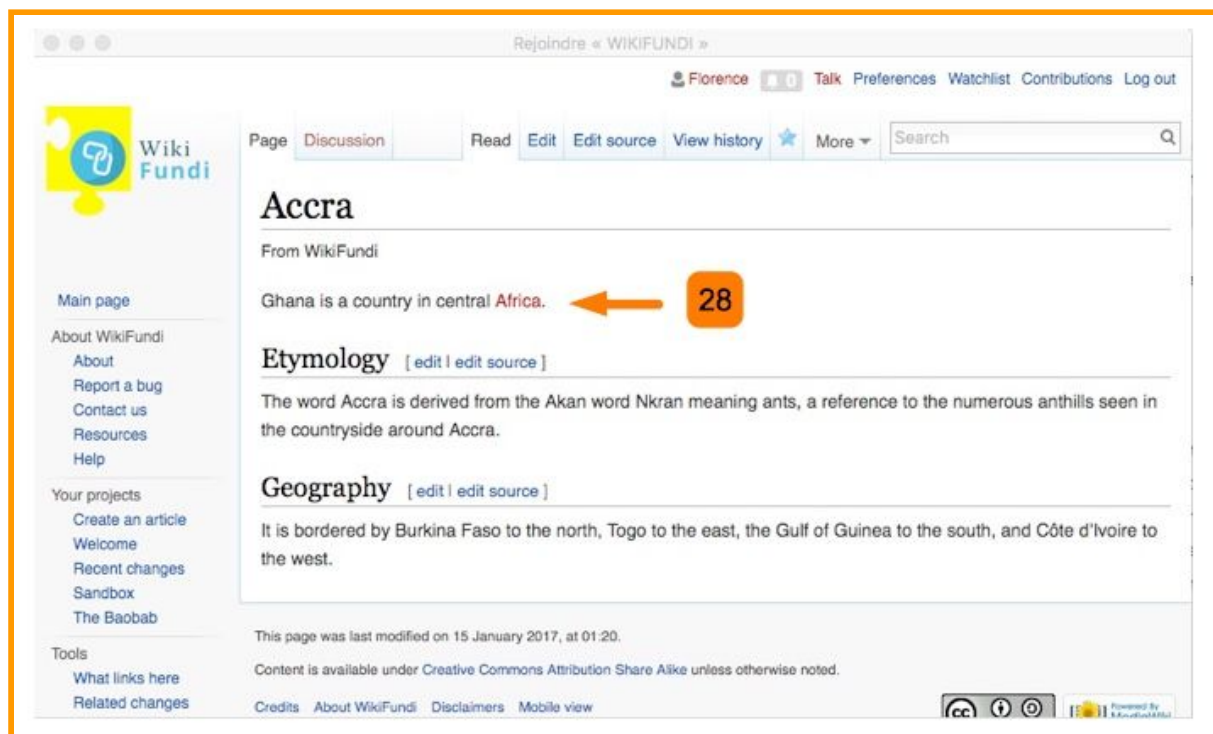 Rejoindre « WIKIFUNDI »
Florence 0 Talk Preferences Watchlist Contributions Log out
Wiki
Fundi
Page Discussion Read Edit Edit source View history More Search
Accra
From WikiFundi
Main page
Ghana is a country in central Africa. 28
About WikiFundi
About
Report a bug
Contact us
Resources
Help
Etymology [ edit | edit source ]
The word Accra is derived from the Akan word Nkran meaning ants, a reference to the numerous anthills seen in
the countryside around Accra.
Your projects
Create an article
Welcome
Recent changes
Sandbox
The Baobab
Geography [ edit | edit source ]
It is bordered by Burkina Faso to the north, Togo to the east, the Gulf of Guinea to the south, and Côte d'Ivoire to
the west.
Tools
What links here
Related changes
This page was last modified on 15 January 2017, at 01:20.
Content is available under Creative Commons Attribution Share Alike unless otherwise noted.
Credits About WikiFundi Disclaimers Mobile view
cc
Powered By
MediaWiki